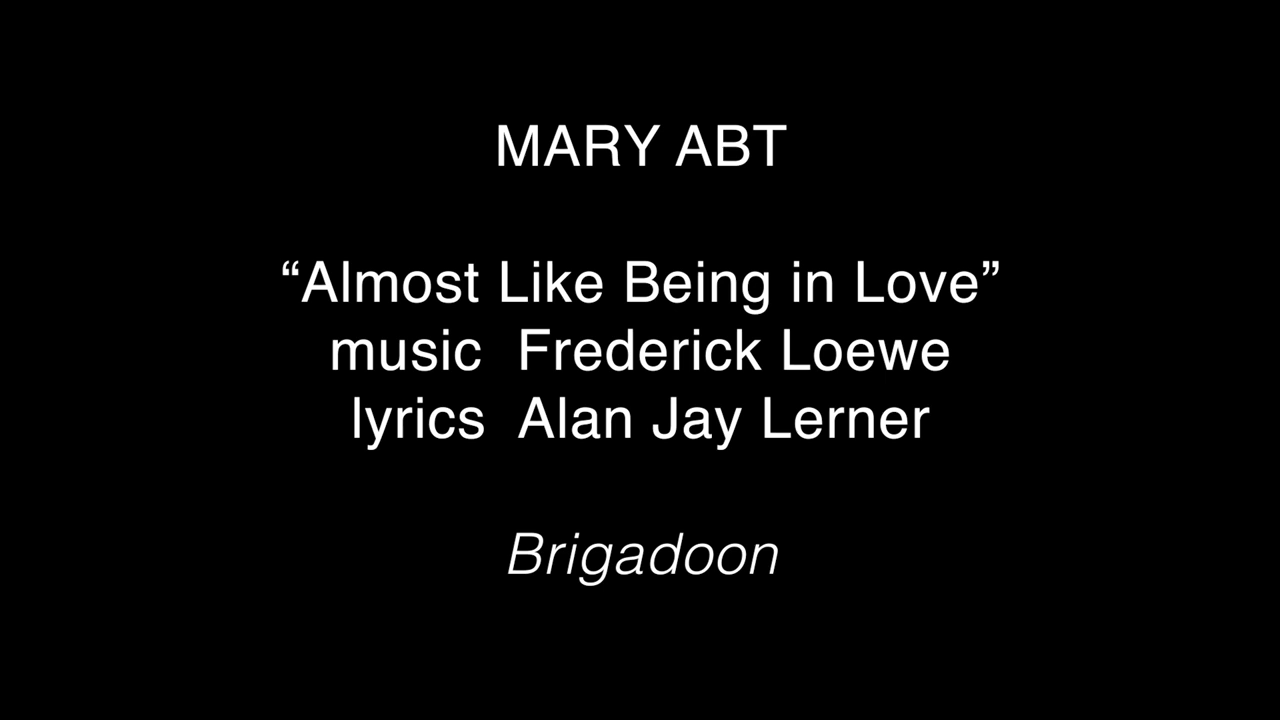 MARY ABT
“Almost Like Being in Love”
music  Frederick Loewe
lyrics  Alan Jay Lerner
Brigadoon